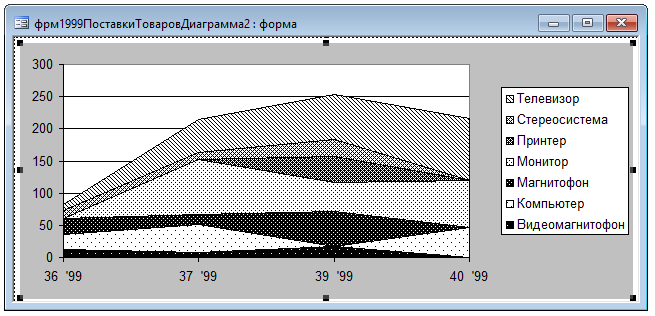 фрм1999ПоставкиТоваровДиаграмма2 : форма
300
250
200
150
100
50
0
36 '99 37 '99 39 '99 40 '99
Телевизор
Стереосистема
Принтер
Монитор
Магнитофон
Компьютер
Видеомагнитофон